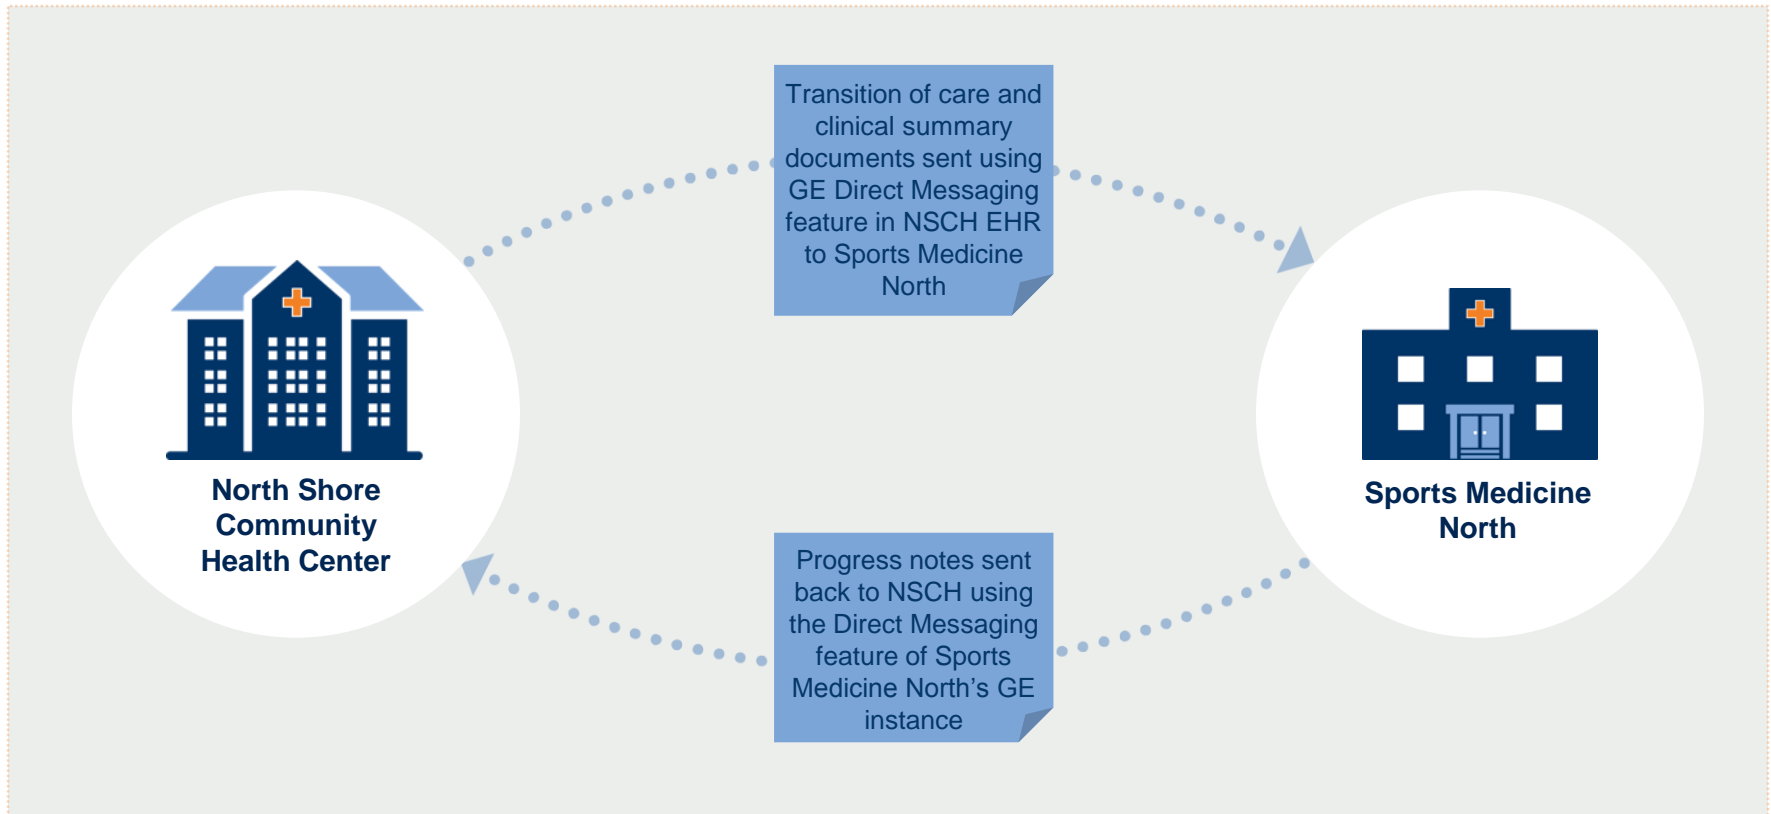 Transition of care and
clinical summary
documents sent using
GE Direct Messaging
feature in NSCH EHR
to Sports Medicine
North
North Shore
Community
Health Center
Sports Medicine
North
Progress notes sent
back to NSCH using
the Direct Messaging
feature of Sports
Medicine North’s GE
instance